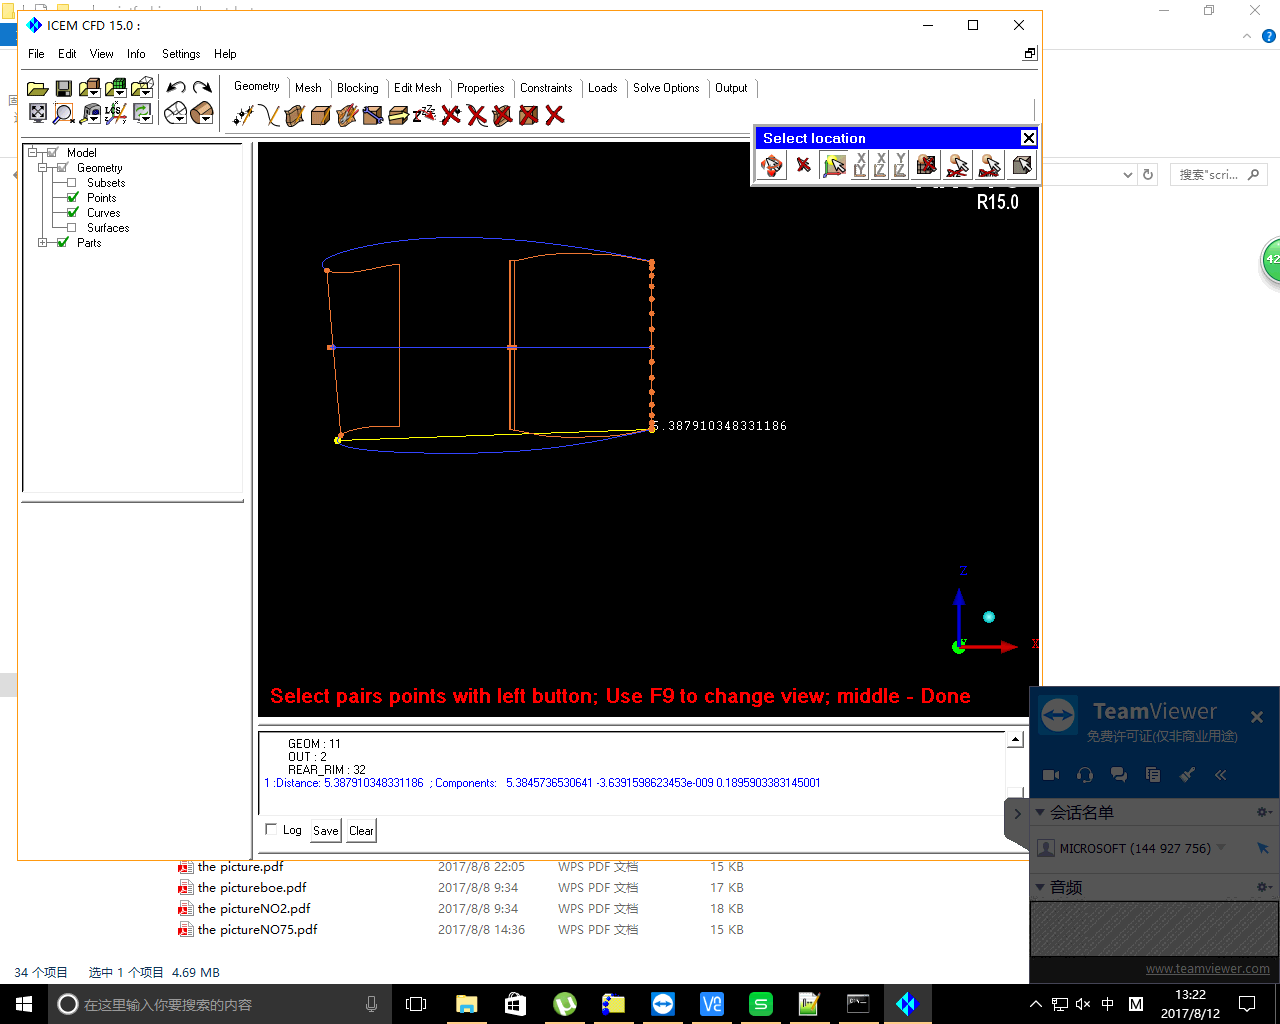 ICEM CFD 15.0 :
File Edit View Info Settings Help
Geometry Mesh Blocking Edit Mesh Properties Constraints Loads Solve Options Output
Select location
Model
Geometry
Subsets
Points
Curves
Surfaces
Parts
R15.0
搜索"scri...
42
5.387910348331186
Z
X
Select pairs points with left button; Use F9 to change view; middle - Done
GEOM : 11
OUT : 2
REAR_RIM : 32
1 :Distance: 5.387910348331186 ; Components: 5.3845736530641 -3.6391598623453e-009 0.1895903383145001
Log Save Clear
TeamViewer
免费许可证(仅非商业用途)
会话名单
MICROSOFT (144 927 756)
音频
www.teamviewer.com
the picture.pdf 2017/8/8 22:05 WPS PDF 文档 15 KB
the pictureboe.pdf 2017/8/8 9:34 WPS PDF 文档 17 KB
the pictureNO2.pdf 2017/8/8 9:34 WPS PDF 文档 18 KB
the pictureNO75.pdf 2017/8/8 14:36 WPS PDF 文档 15 KB
34 个项目 选中 1 个项目 4.69 MB
在这里输入你要搜索的内容
中 M 13:22
2017/8/12